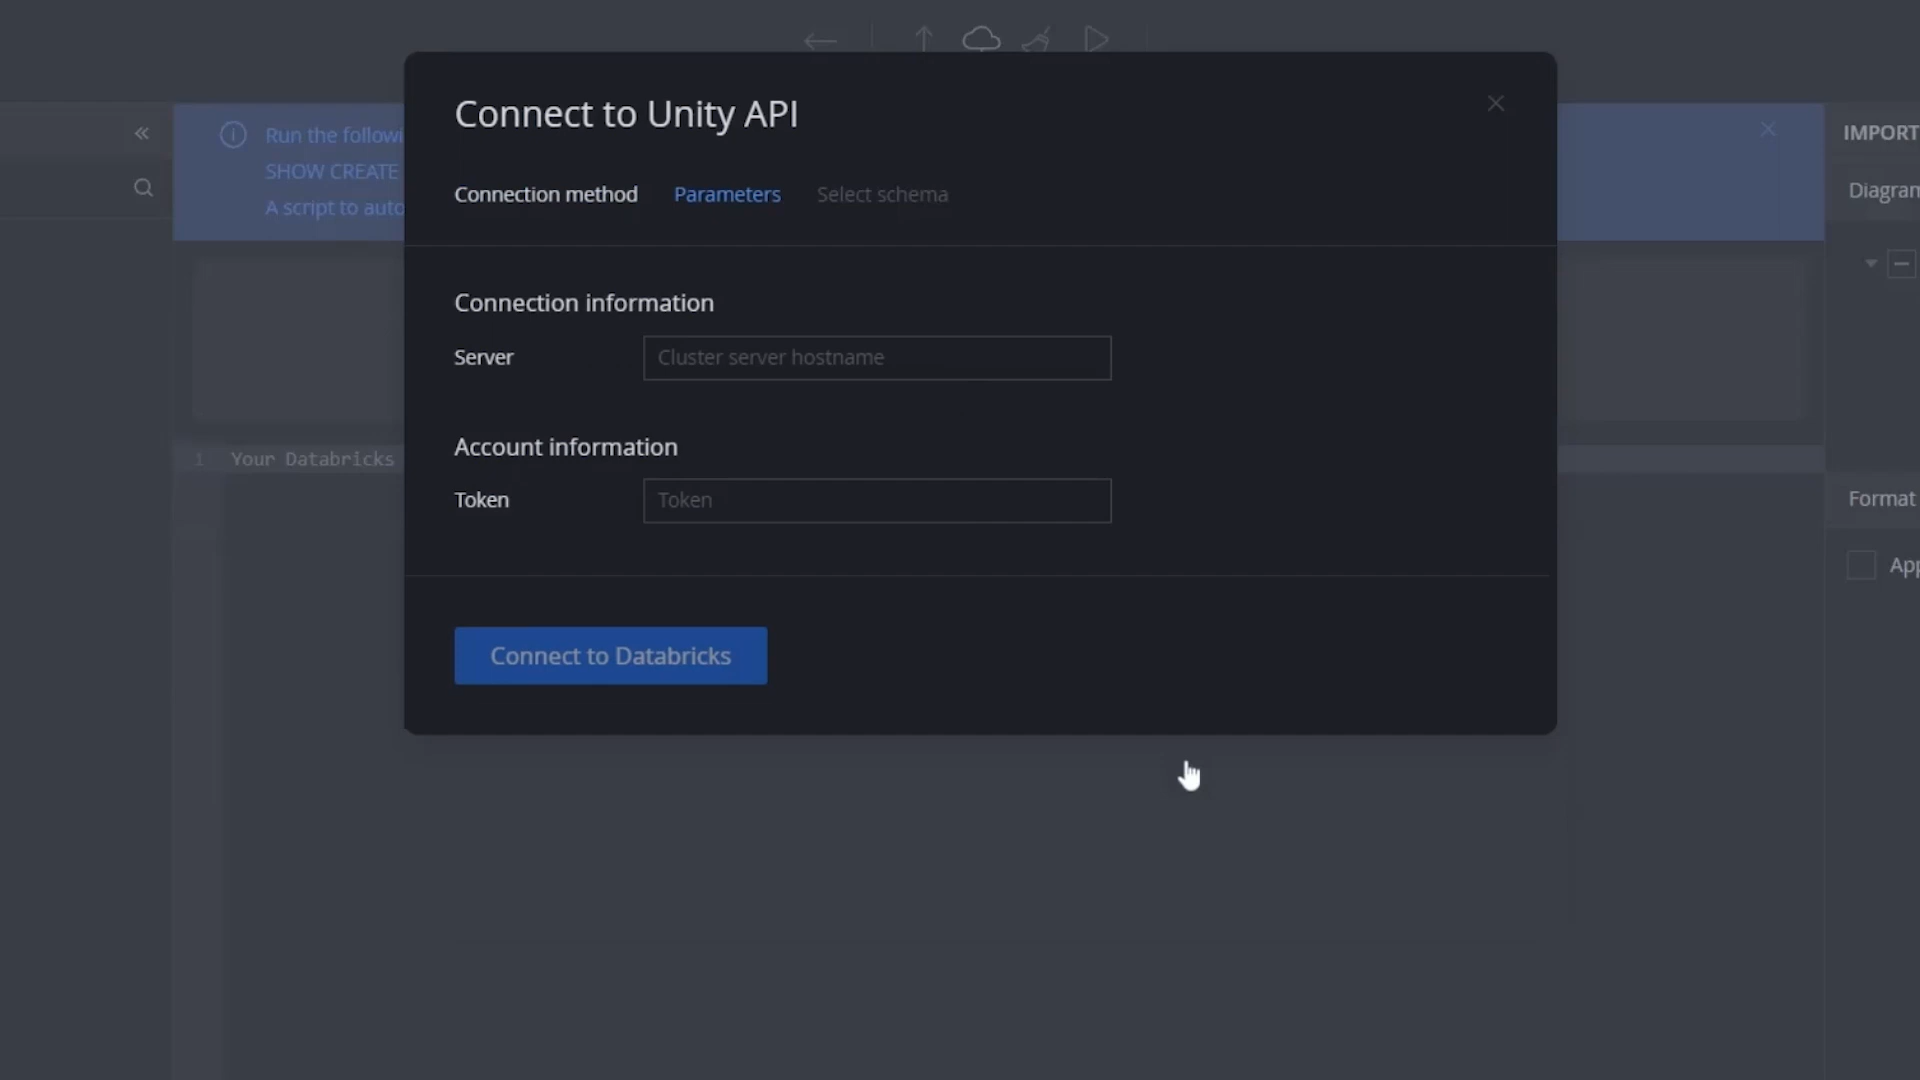 Connect to Unity API
Connection method Parameters Select schema
Connection information
Server Cluster server hostname
Account information
Token Token
Connect to Databricks
Run the followi
SHOW CREATE
A script to auto
1 Your Databricks
IMPORT
Diagram
Format
App